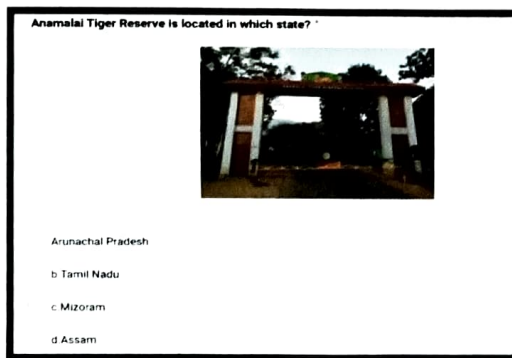 Anamalai Tiger Reserve is located in which state? *
Arunachal Pradesh
b Tamil Nadu
c Mizoram
d Assam